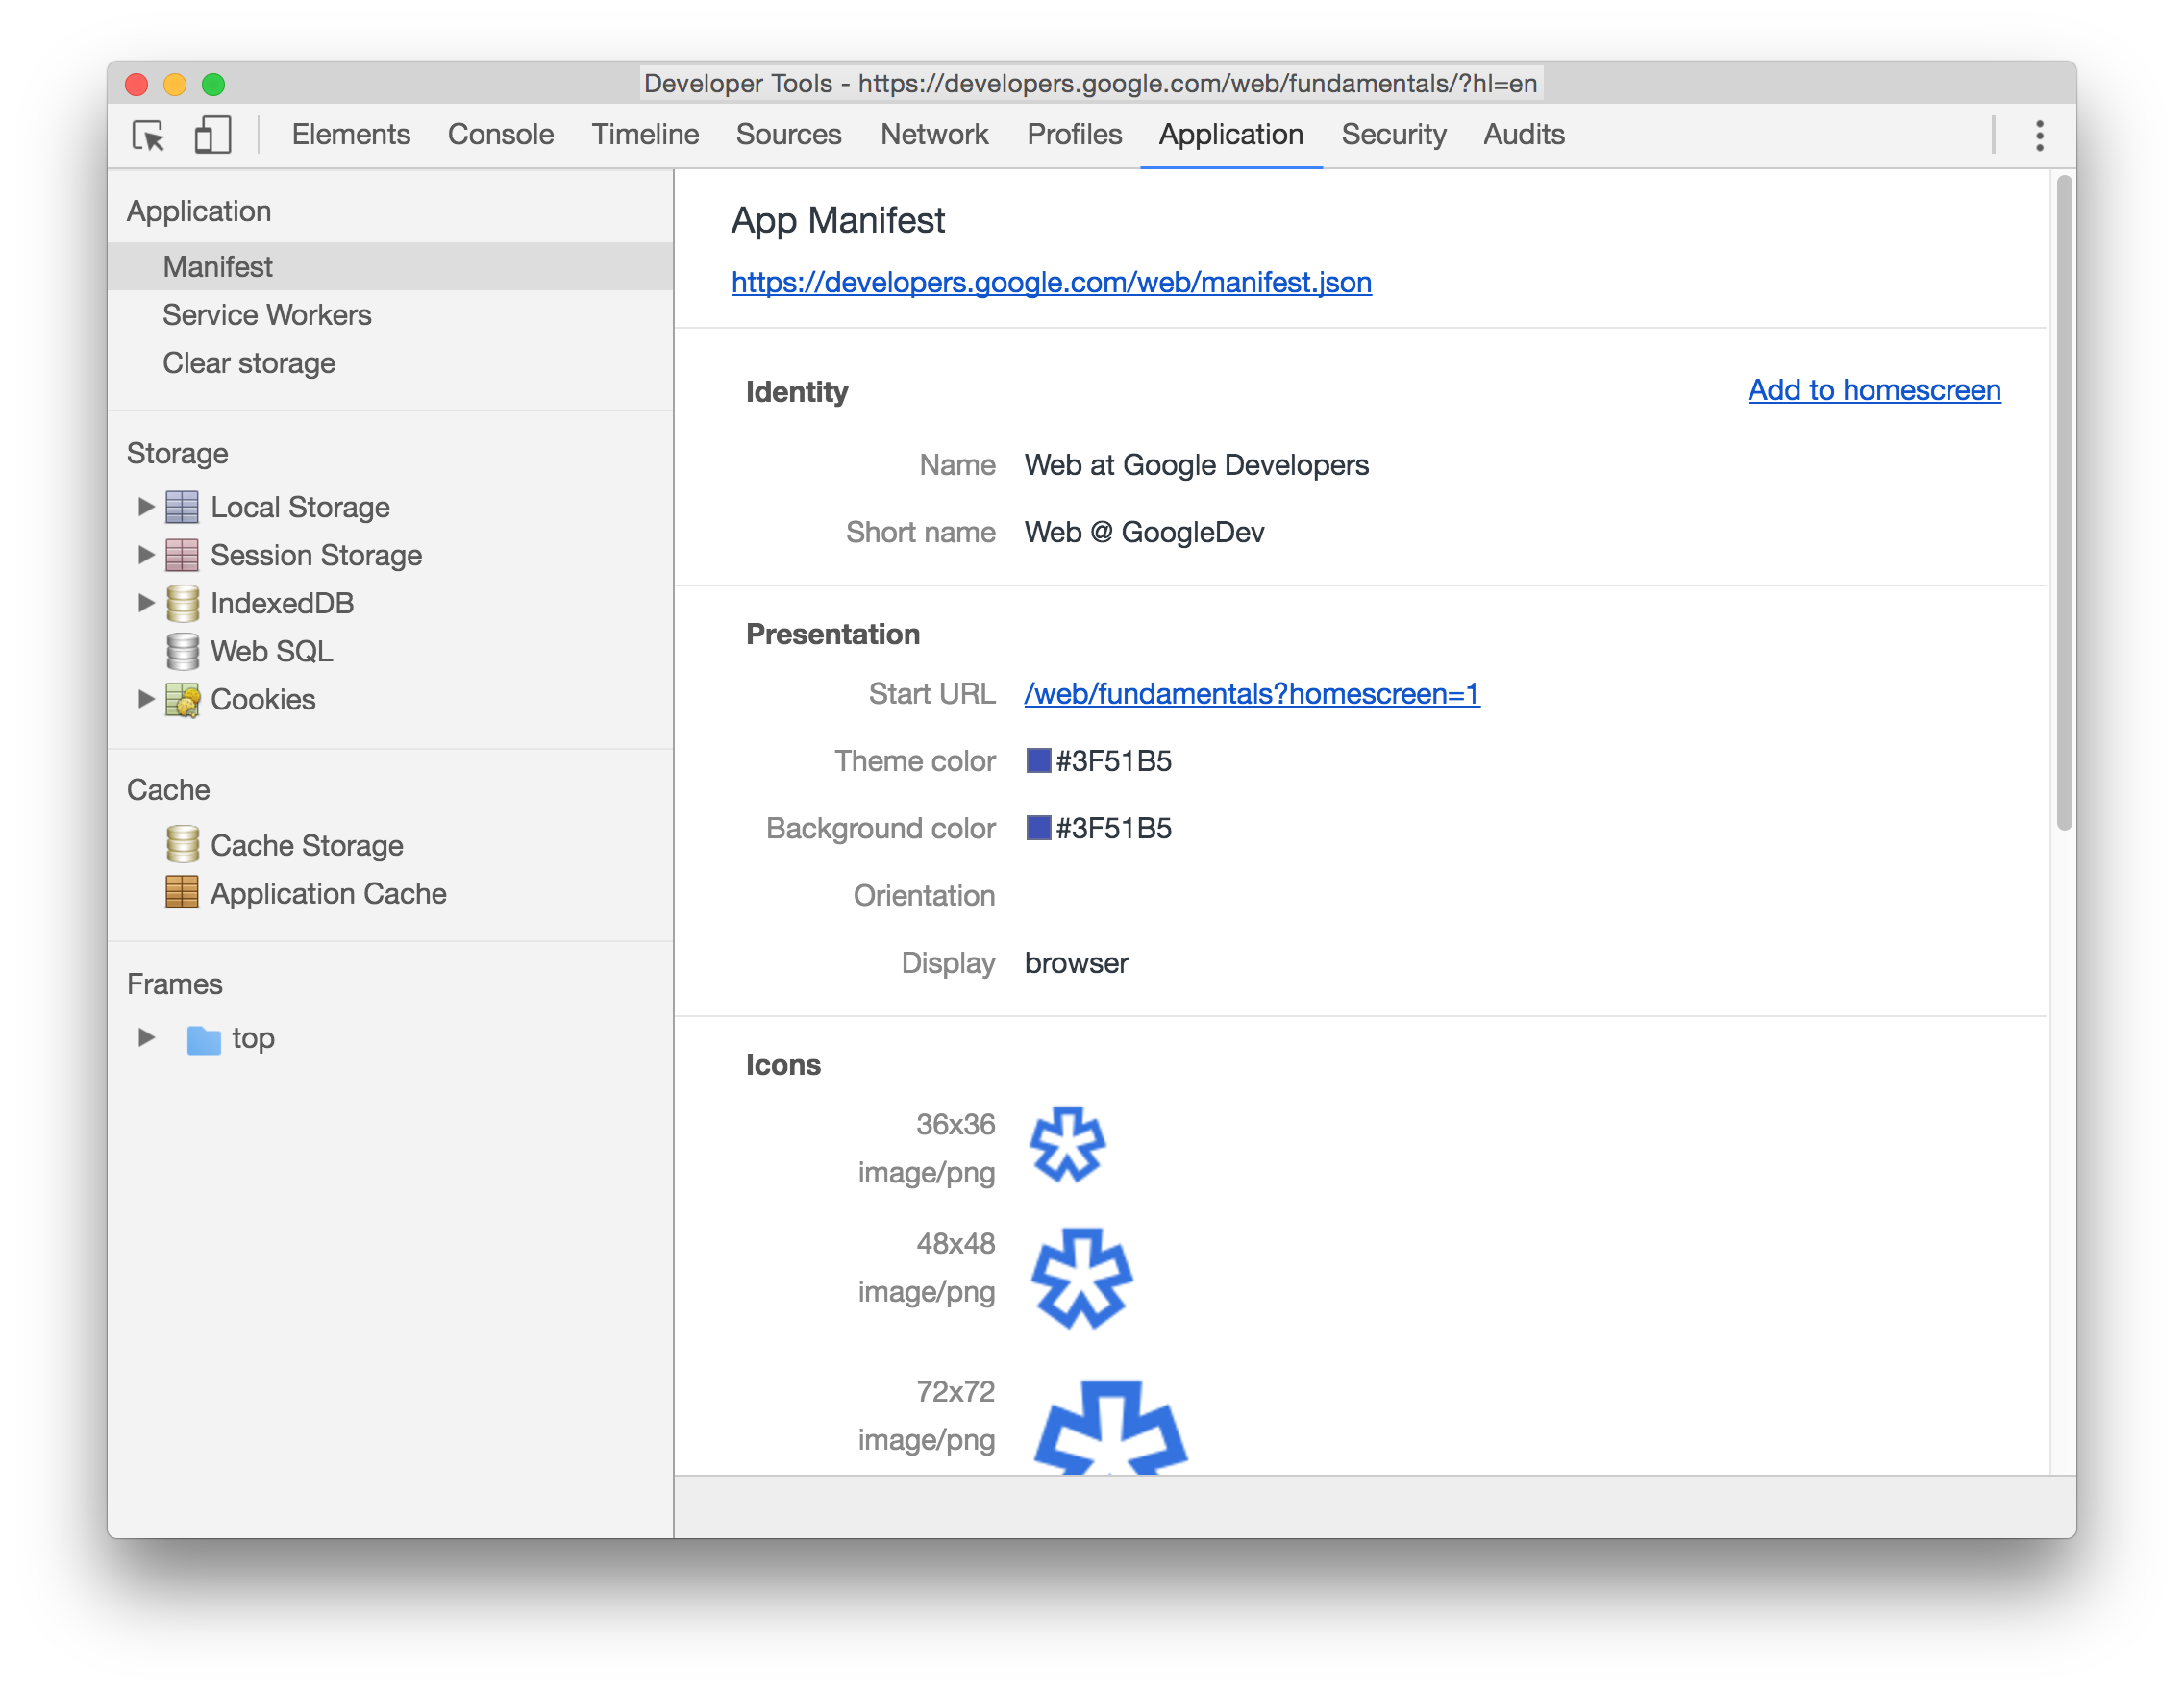 Developer Tools - https://developers.google.com/web/fundamentals/?hl=en
Elements Console Timeline Sources Network Profiles Application Security Audits
Application
Manifest
Service Workers
Clear storage
Storage
Local Storage
Session Storage
IndexedDB
Web SQL
Cookies
Cache
Cache Storage
Application Cache
Frames
top
App Manifest
https://developers.google.com/web/manifest.json
Identity
Add to homescreen
Name Web at Google Developers
Short name Web @ GoogleDev
Presentation
Start URL /web/fundamentals?homescreen=1
Theme color #3F51B5
Background color #3F51B5
Orientation
Display browser
Icons
36x36
image/png
48x48
image/png
72x72
image/png